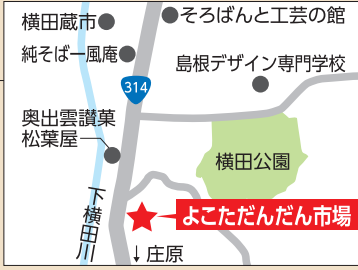 横田蔵市
そろばんと工芸の館
純そば一風庵
島根デザイン専門学校
314
奥出雲讃菓
松葉屋
横田公園
下横田川
よこただんだん市場
↓庄原